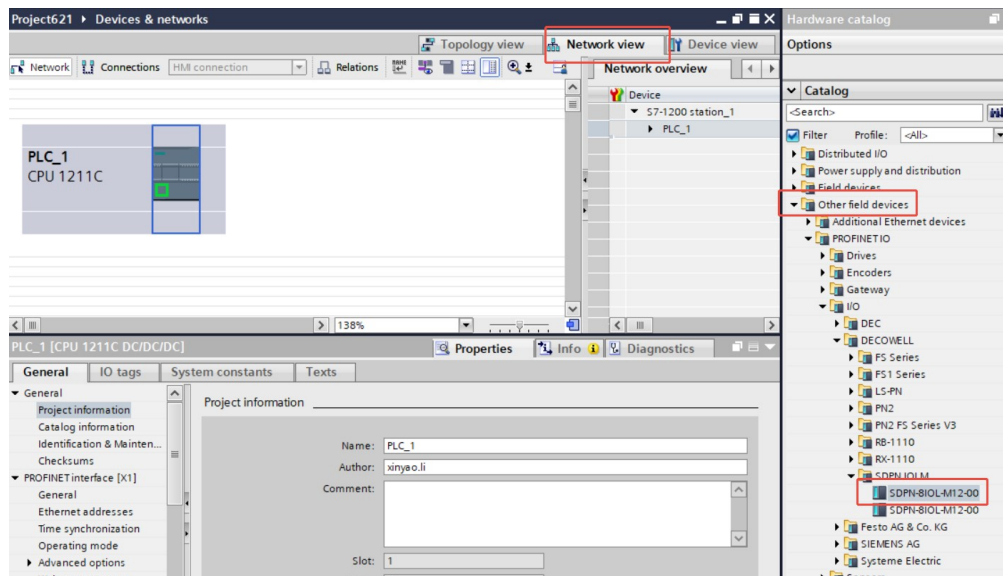 Project621 ▸ Devices & networks
Topology view
Network view
Device view
Network
Connections
HMI connection
Relations
Network overview
Device
S7-1200 station_1
PLC_1
PLC_1
CPU 1211C
138%
PLC_1 [CPU 1211C DC/DC/DC]
Properties
Info
Diagnostics
General
IO tags
System constants
Texts
General
Project information
Catalog information
Identification & Mainten...
Checksums
PROFINET interface [X1]
General
Ethernet addresses
Time synchronization
Operating mode
Advanced options
Project information
Name: PLC_1
Author: xinyao.li
Comment:
Slot: 1
Hardware catalog
Options
Catalog
<Search>
Filter Profile: <All>
Distributed I/O
Power supply and distribution
Field devices
Other field devices
Additional Ethernet devices
PROFINET IO
Drives
Encoders
Gateway
I/O
DEC
DECOWELL
FS Series
FS1 Series
LS-PN
PN2
PN2 FS Series V3
RB-1110
RX-1110
SDPN IOLM
SDPN-8IOL-M12-00
SDPN-8IOL-M12-00
Festo AG & Co. KG
SIEMENS AG
Systeme Electric